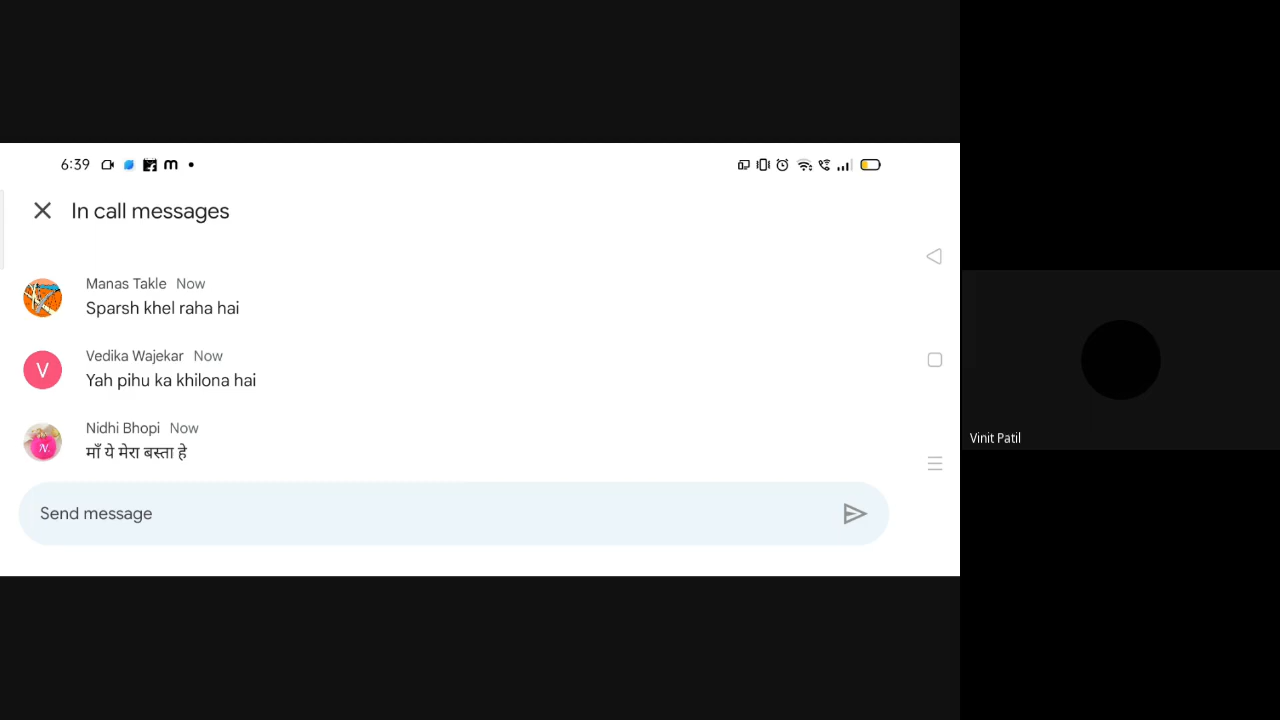 6:39
In call messages
Manas Takle Now
Sparsh khel raha hai
V
Vedika Wajekar Now
Yah pihu ka khilona hai
N.
Nidhi Bhopi Now
माँ ये मेरा बस्ता हे
Send message
Vinit Patil